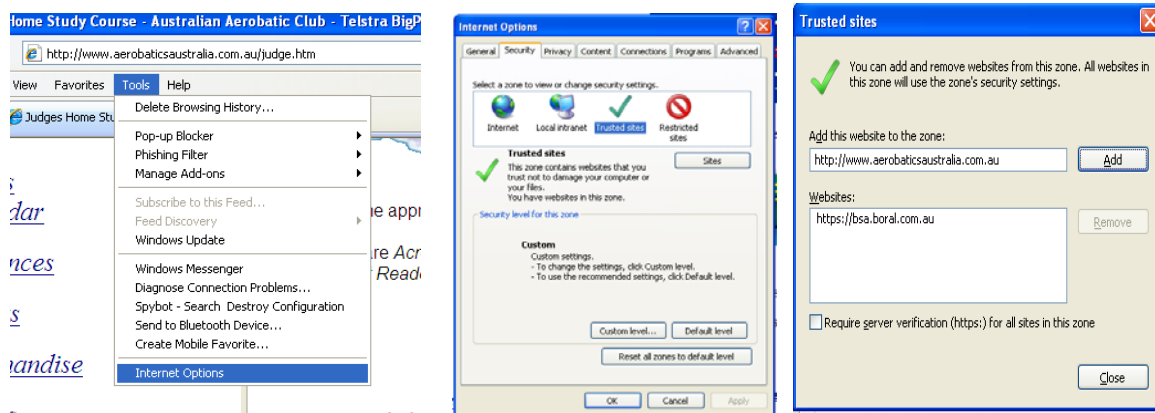 Home Study Course - Australian Aerobatic Club - Telstra BigP
http://www.aerobaticsaustralia.com.au/judge.htm
View Favorites Tools Help
Judges Home Stu
Delete Browsing History...
Pop-up Blocker
Phishing Filter
Manage Add-ons
Subscribe to this Feed...
Feed Discovery
Windows Update
Windows Messenger
Diagnose Connection Problems...
Spybot - Search Destroy Configuration
Send to Bluetooth Device...
Create Mobile Favorite...
Internet Options
s
dar
nces
s
andise
e appr
re Acr
Read
Internet Options
General Security Privacy Content Connections Programs Advanced
Select a zone to view or change security settings.
Internet Local intranet Trusted sites Restricted
sites
Trusted sites
Sites
This zone contains websites that you
trust not to damage your computer or
your files.
You have websites in this zone.
Security level for this zone
Custom
Custom settings.
- To change the settings, click Custom level.
- To use the recommended settings, click Default level.
Custom level... Default level
Reset all zones to default level
OK Cancel Apply
Trusted sites
You can add and remove websites from this zone. All websites in
this zone will use the zone's security settings.
Add this website to the zone:
http://www.aerobaticsaustralia.com.au Add
Websites:
https://bsa.boral.com.au Remove
Require server verification (https:) for all sites in this zone
Close